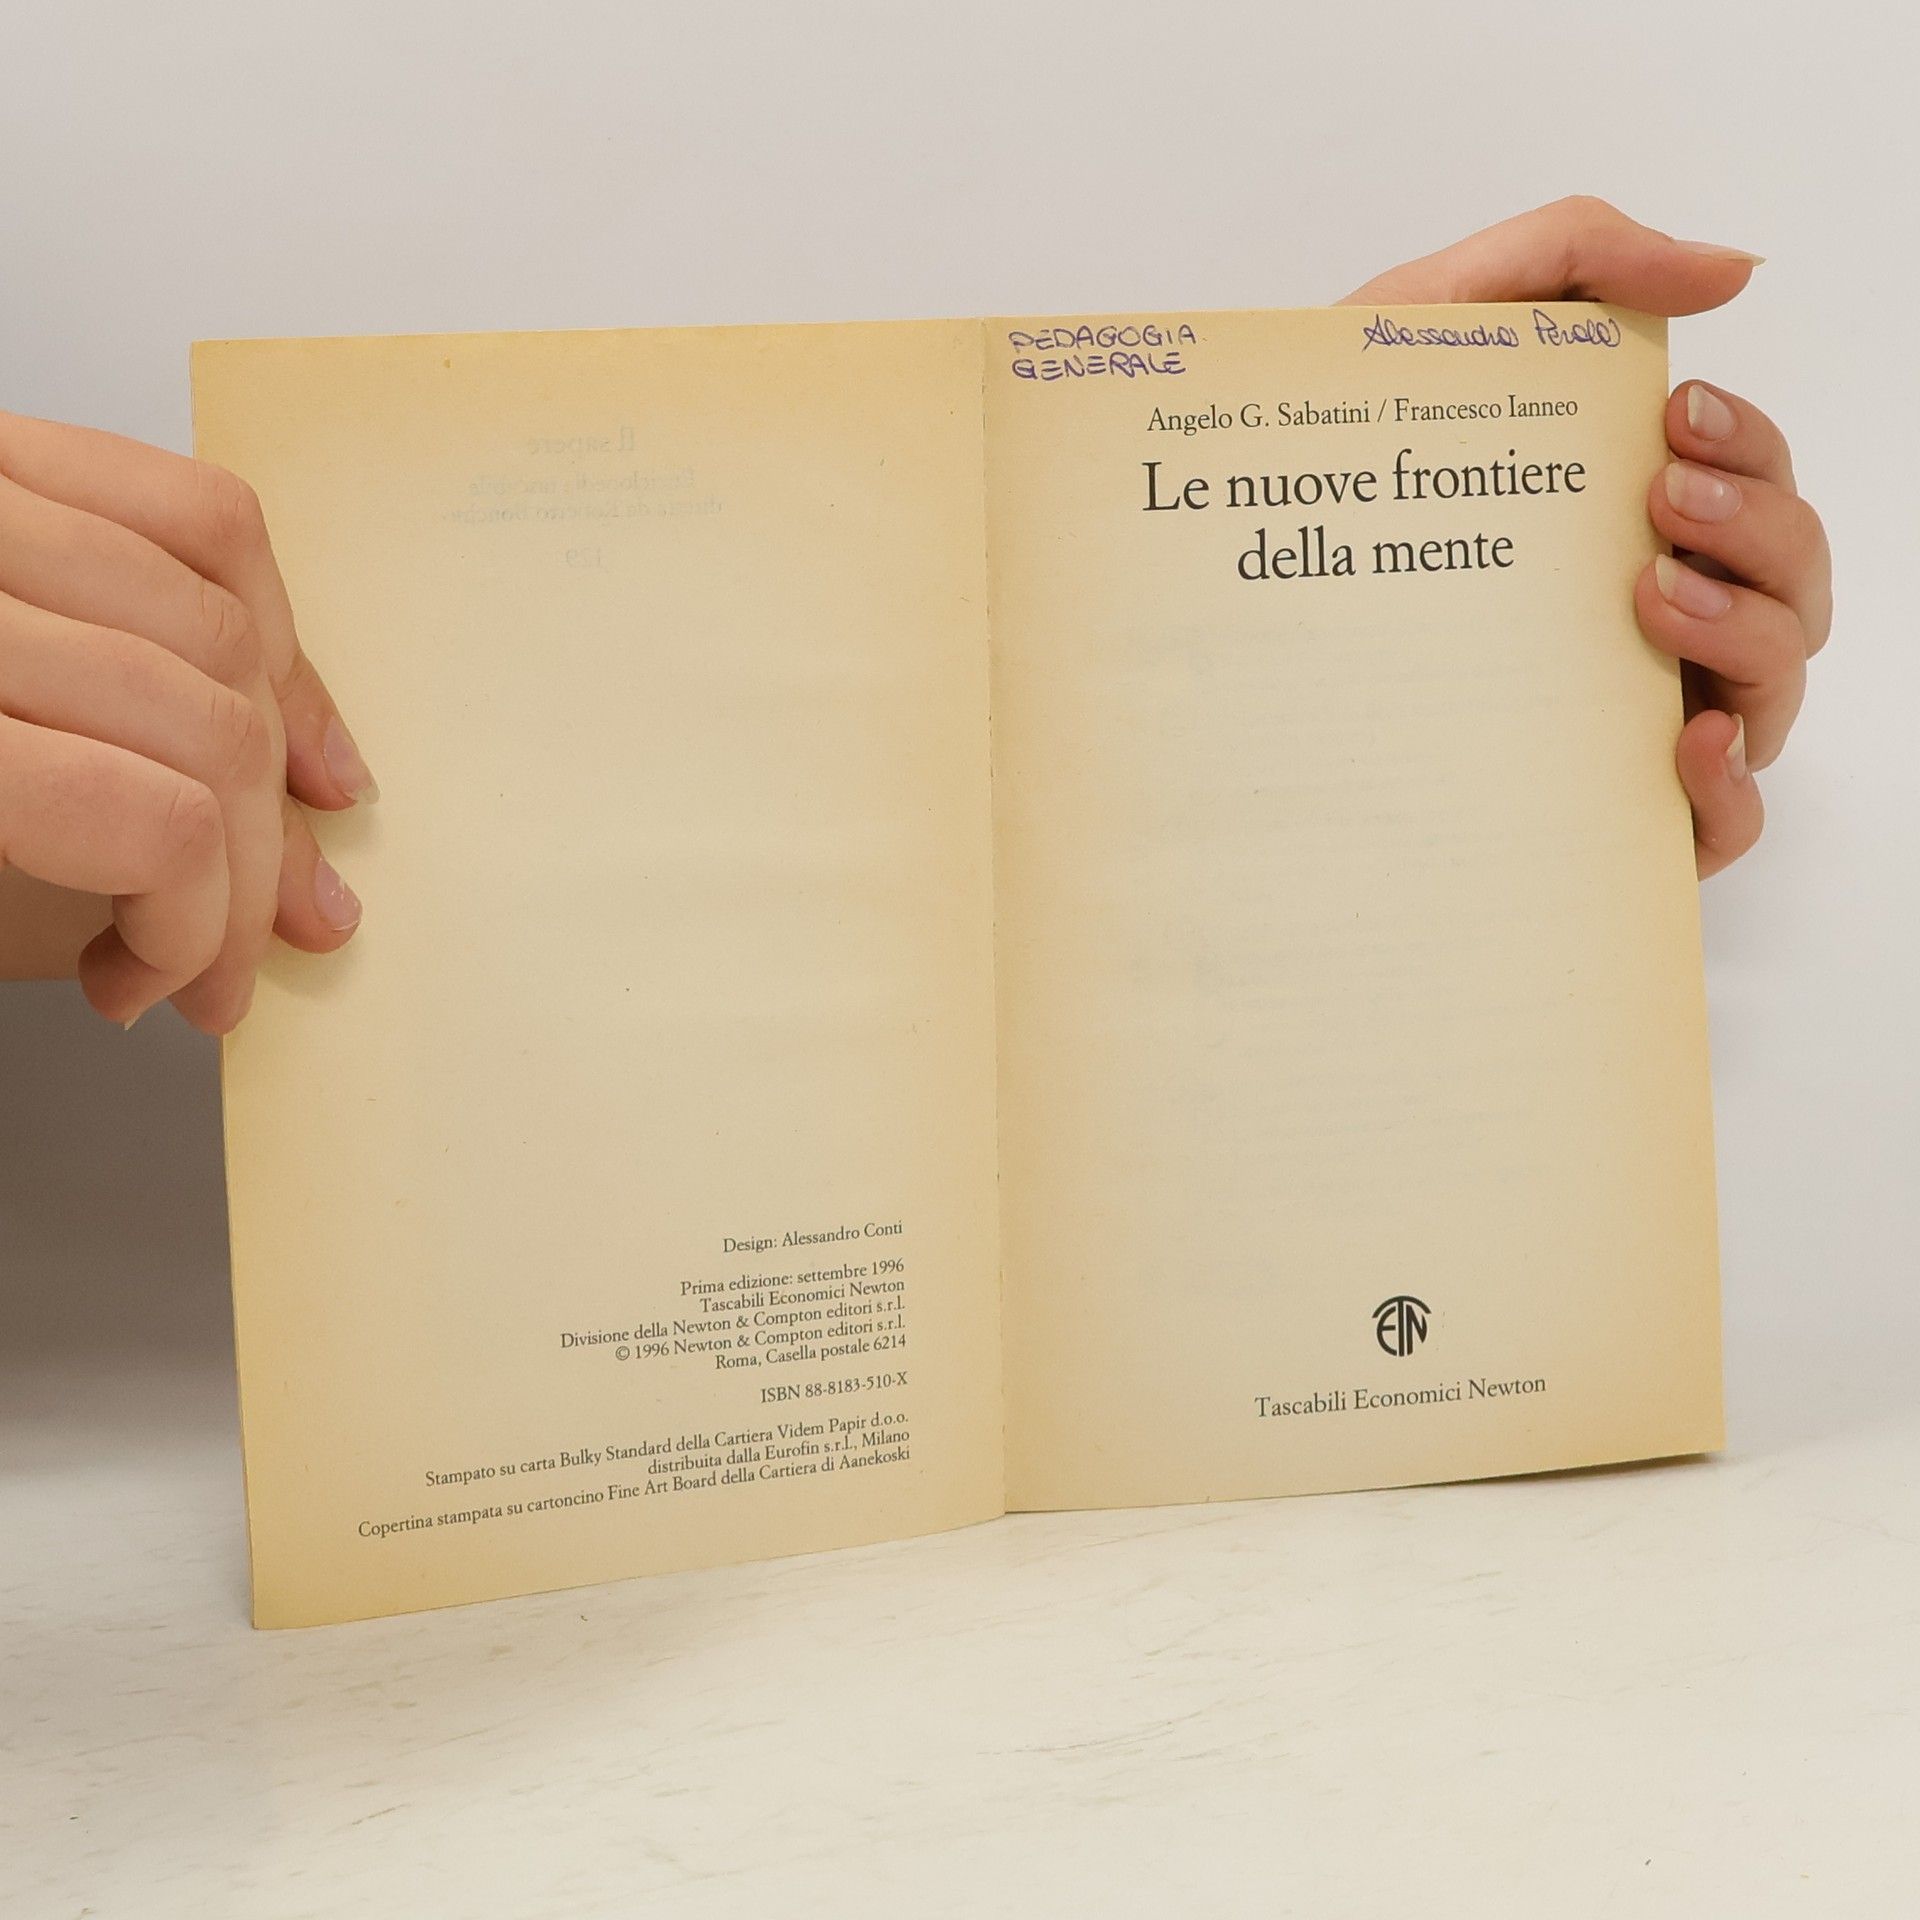 Design: Alessandro Conti
Prima edizione: settembre 1996
Tascabili Economici Newton
Divisione della Newton & Compton editori s.r.l.
© 1996 Newton & Compton editori s.r.l.
Roma, Casella postale 6214
ISBN 88-8183-510-X
Stampato su carta Bulky Standard della Cartiera Videm Papir d.o.o.
distribuita dalla Eurofin s.r.l., Milano
Copertina stampata su cartoncino Fine Art Board della Cartiera di Aanekoski
PEDAGOGIA
GENERALE
Alessandra
Angelo G. Sabatini / Francesco Ianneo
Le nuove frontiere
della mente
ETN
Tascabili Economici Newton